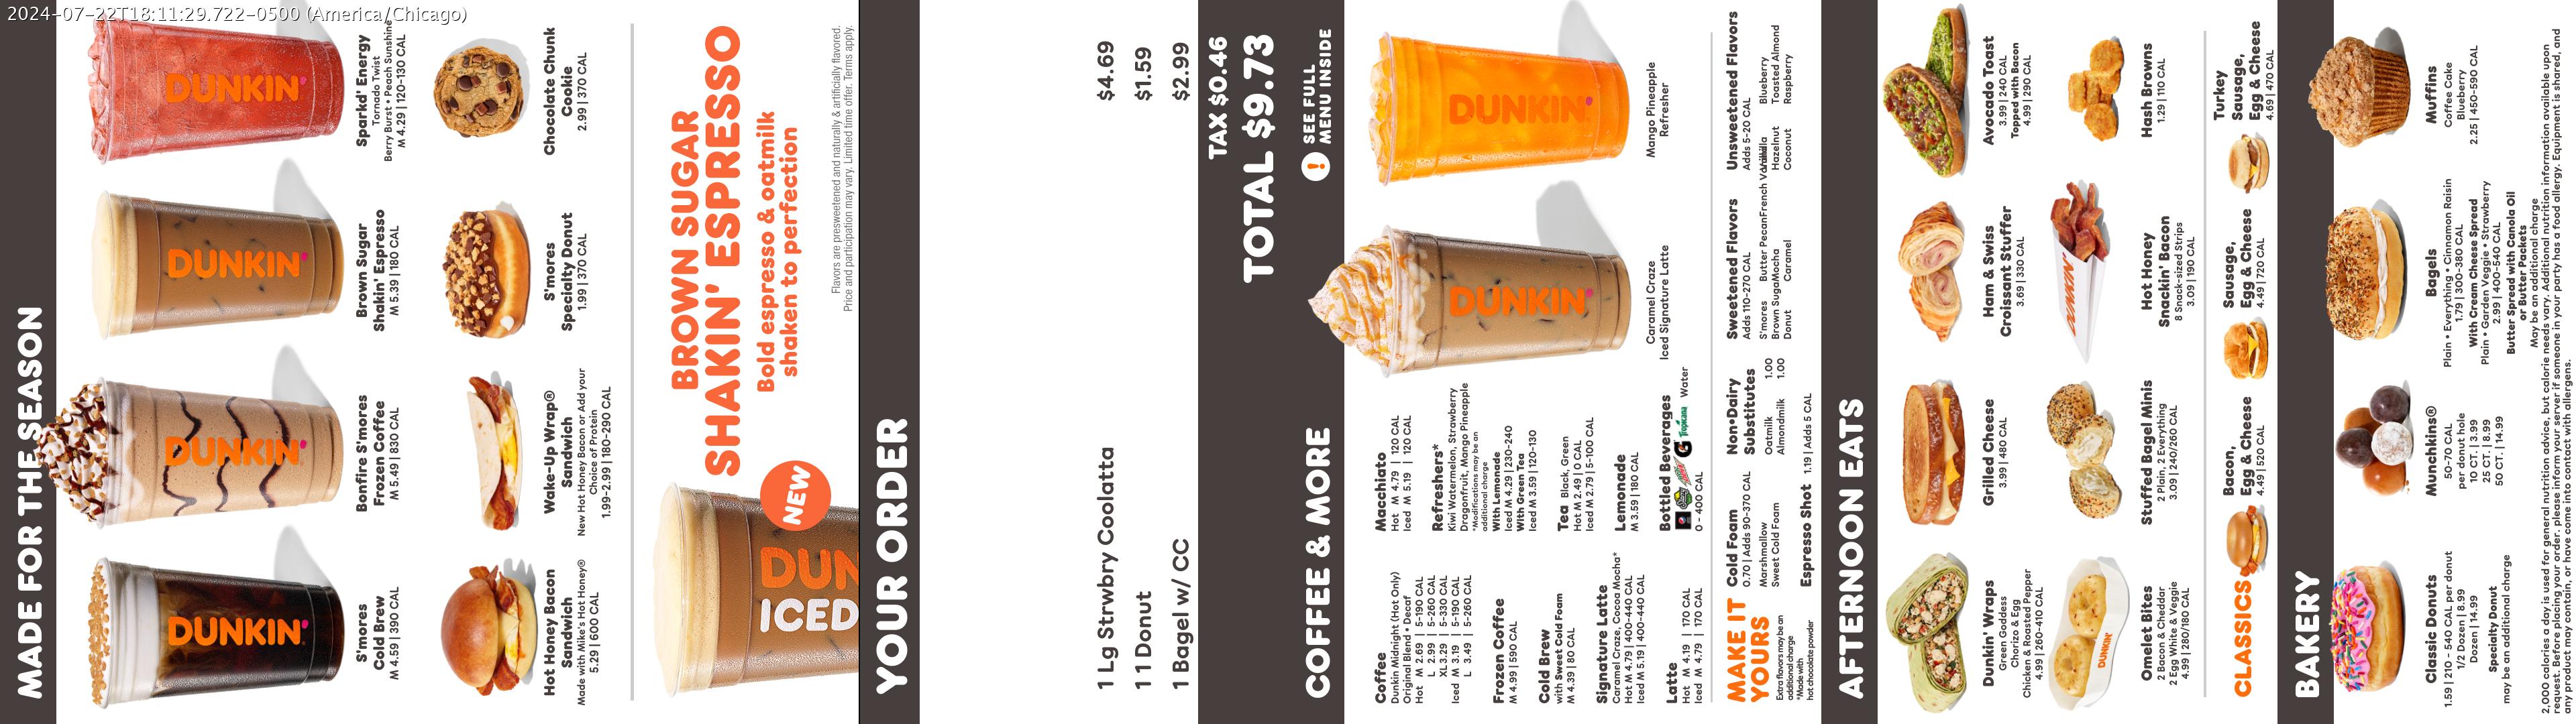 2024-07-22T18:11:29.722-0500 (America/Chicago)
MADE FOR THE SEASON
S'mores
Cold Brew
M 4.59 | 390 CAL
Bonfire S'mores
Frozen Coffee
M 5.49 | 830 CAL
Brown Sugar
Shakin' Espresso
M 5.39 | 180 CAL
Sparkd' Energy
Tornado Twist
Berry Burst • Peach Sunshine
M 4.29 | 120-130 CAL
Hot Honey Bacon
Sandwich
Made with Mike's Hot Honey®
5.29 | 600 CAL
Wake-Up Wrap®
Sandwich
New Hot Honey Bacon or Add your
Choice of Protein
1.99-2.99 | 180-290 CAL
S'mores
Specialty Donut
1.99 | 370 CAL
Chocolate Chunk
Cookie
2.99 | 370 CAL
BROWN SUGAR
SHAKIN' ESPRESSO
Bold espresso & oatmilk
shaken to perfection
NEW
DUN
ICED
Flavors are presweetened and naturally & artificially flavored.
Price and participation may vary. Limited time offer. Terms apply.
YOUR ORDER
1 Lg Strwbry Coolatta $4.69
1 1 Donut $1.59
1 Bagel w/ CC $2.99
TAX $0.46
TOTAL $9.73
COFFEE & MORE
! SEE FULL
MENU INSIDE
Coffee
Dunkin Midnight (Hot Only)
Original Blend • Decaf
Hot M 2.69 | 5-190 CAL
L 2.99 | 5-260 CAL
XL 3.29 | 5-330 CAL
Iced M 3.19 | 5-190 CAL
L 3.49 | 5-260 CAL
Frozen Coffee
M 4.99 | 590 CAL
Cold Brew
with Sweet Cold Foam
M 4.39 | 80 CAL
Signature Latte
Caramel Craze, Cocoa Mocha*
Hot M 4.79 | 400-440 CAL
Iced M 5.19 | 400-440 CAL
Latte
Hot M 4.19 | 170 CAL
Iced M 4.79 | 170 CAL
Macchiato
Hot M 4.79 | 120 CAL
Iced M 5.19 | 120 CAL
Refreshers*
Kiwi Watermelon, Strawberry
Dragonfruit, Mango Pineapple
*Modifications may be an
additional charge
With Lemonade
Iced M 4.29 | 230-240
With Green Tea
Iced M 3.59 | 120-130
Tea Black, Green
Hot M 2.49 | 0 CAL
Iced M 2.79 | 5-100 CAL
Lemonade
M 3.59 | 180 CAL
Bottled Beverages
G Tropicana Water
0 - 400 CAL
DUNKIN'
Caramel Craze
Iced Signature Latte
DUNKIN'
Mango Pineapple
Refresher
MAKE IT
YOURS
Extra flavors may be an
additional charge
*Made with
hot chocolate powder
Cold Foam
0.70 | Adds 90-370 CAL
Marshmallow
Sweet Cold Foam
Espresso Shot 1.19 | Adds 5 CAL
Non•Dairy
Substitutes
Oatmilk 1.00
Almondmilk 1.00
Sweetened Flavors
Adds 110-270 CAL
S'mores Butter Pecan French Vanilla
Brown Sugar Mocha
Donut Caramel
Unsweetened Flavors
Adds 5-20 CAL
Vanilla Blueberry
Hazelnut Toasted Almond
Coconut Raspberry
AFTERNOON EATS
Dunkin' Wraps
Green Goddess
Chorizo & Egg
Chicken & Roasted Pepper
4.99 | 260-410 CAL
Grilled Cheese
3.99 | 480 CAL
Ham & Swiss
Croissant Stuffer
3.69 | 330 CAL
Avocado Toast
3.99 | 240 CAL
Topped with Bacon
4.99 | 290 CAL
Omelet Bites
2 Bacon & Cheddar
2 Egg White & Veggie
4.99 | 280/180 CAL
Stuffed Bagel Minis
2 Plain, 2 Everything
3.09 | 240/260 CAL
Hot Honey
Snackin' Bacon
8 Snack-sized Strips
3.09 | 190 CAL
Hash Browns
1.29 | 110 CAL
CLASSICS
Bacon,
Egg & Cheese
4.49 | 520 CAL
Sausage,
Egg & Cheese
4.49 | 720 CAL
Turkey
Sausage,
Egg & Cheese
4.69 | 470 CAL
BAKERY
Classic Donuts
1.59 | 210 - 540 CAL per donut
1/2 Dozen | 8.99
Dozen | 14.99
Specialty Donut
may be an additional charge
Munchkins®
50-70 CAL
per donut hole
10 CT. | 3.99
25 CT. | 8.99
50 CT. | 14.99
Bagels
Plain • Everything • Cinnamon Raisin
1.79 | 300-380 CAL
With Cream Cheese Spread
Plain • Garden Veggie • Strawberry
2.99 | 400-540 CAL
Butter Spread with Canola Oil
or Butter Packets
May be an additional charge
Muffins
Coffee Cake
Blueberry
2.25 | 450-590 CAL
2,000 calories a day is used for general nutrition advice, but calorie needs vary. Additional nutrition information available upon
request. Before placing your order, please inform your server if someone in your party has a food allergy. Equipment is shared, and
any product may contain, or have come into contact with allergens.